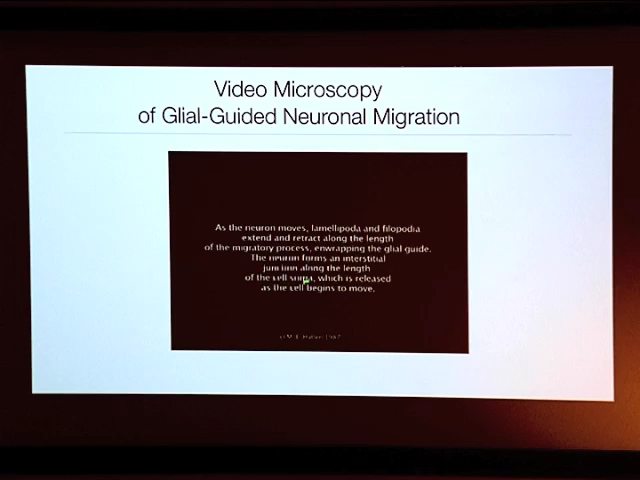 Video Microscopy
of Glial-Guided Neuronal Migration
As the neuron moves, lamellipoda and filopodia
extend and retract along the length
of the migratory process, enwrapping the glial guide.
The neuron forms an interstitial
junction along the length
of the cell soma, which is released
as the cell begins to move.